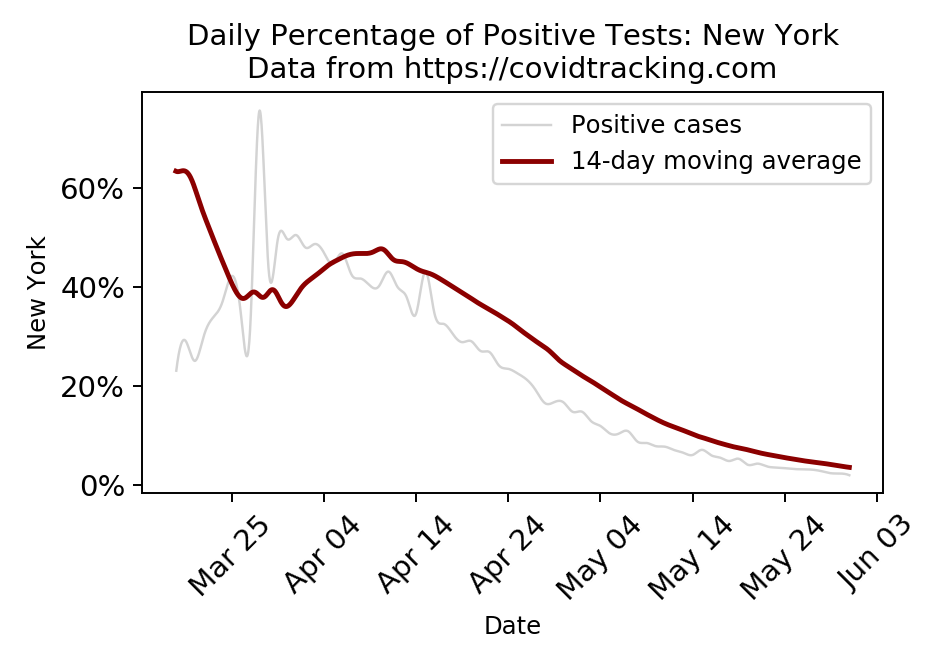 Daily Percentage of Positive Tests: New York
Data from https://covidtracking.com
Positive cases
14-day moving average
60%
40%
20%
0%
New York
Mar 25
Apr 04
Apr 14
Apr 24
May 04
May 14
May 24
Jun 03
Date